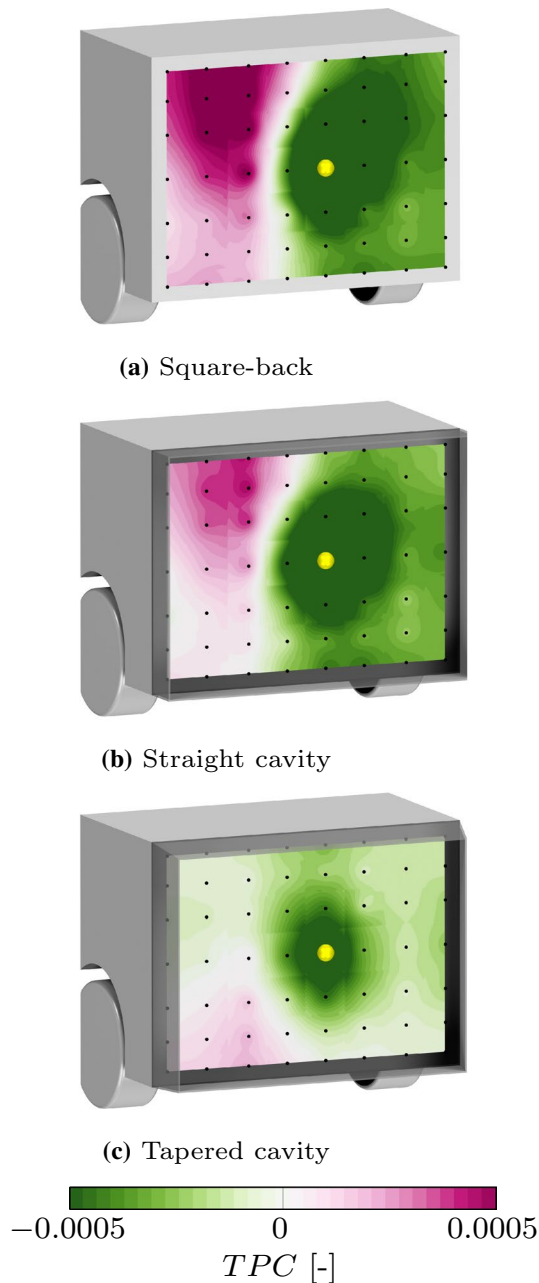 (a) Square-back
(b) Straight cavity
(c) Tapered cavity
−0.0005 0 0.0005
TPC [-]